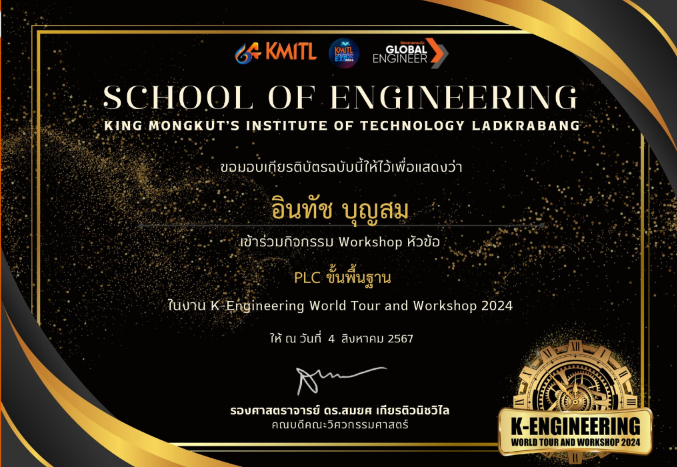 64 KMITL
GLOBAL
ENGINEER
SCHOOL OF ENGINEERING
KING MONGKUT'S INSTITUTE OF TECHNOLOGY LADKRABANG
ขอมอบเกียรติบัตรฉบับนี้ให้ไว้เพื่อแสดงว่า
อินทัช บุญสม
เข้าร่วมกิจกรรม Workshop หัวข้อ
PLC ขั้นพื้นฐาน
ในงาน K-Engineering World Tour and Workshop 2024
ให้ ณ วันที่ 4 สิงหาคม 2567
รองศาสตราจารย์ ดร.สมยศ เกียรติวนิชวิไล
คณบดีคณะวิศวกรรมศาสตร์
K-ENGINEERING
WORLD TOUR AND WORKSHOP 2024